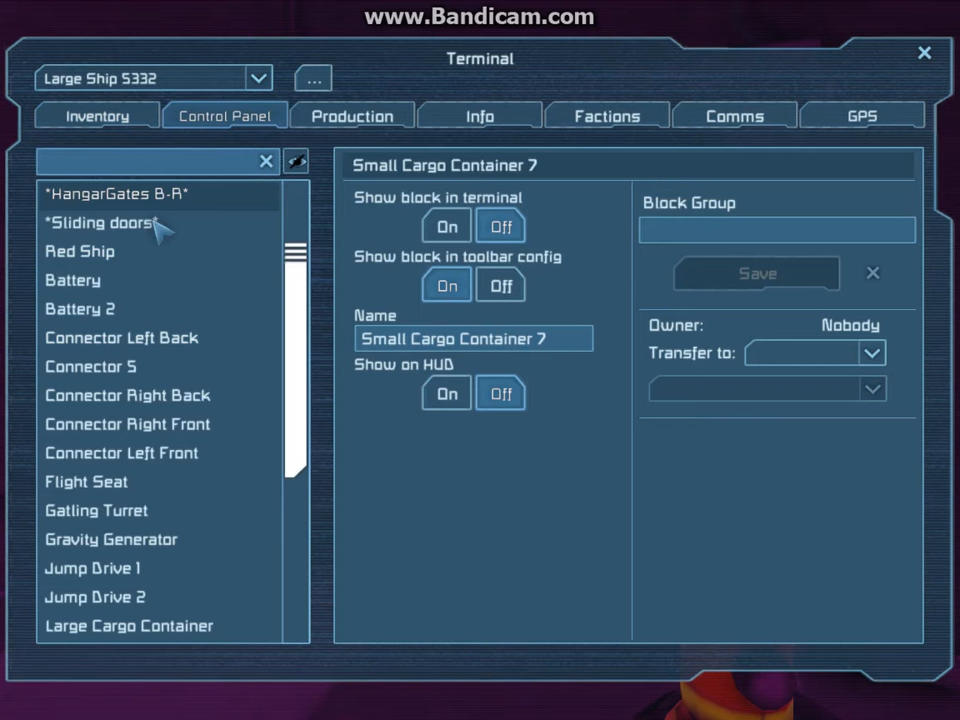 www.Bandicam.com
Terminal
Large Ship 5332
...
Inventory
Control Panel
Production
Info
Factions
Comms
GPS
*HangarGates B-R*
*Sliding doors*
Red Ship
Battery
Battery 2
Connector Left Back
Connector 5
Connector Right Back
Connector Right Front
Connector Left Front
Flight Seat
Gatling Turret
Gravity Generator
Jump Drive 1
Jump Drive 2
Large Cargo Container
Small Cargo Container 7
Show block in terminal
On Off
Show block in toolbar config
On Off
Name
Small Cargo Container 7
Show on HUD
On Off
Block Group
Save
Owner: Nobody
Transfer to: